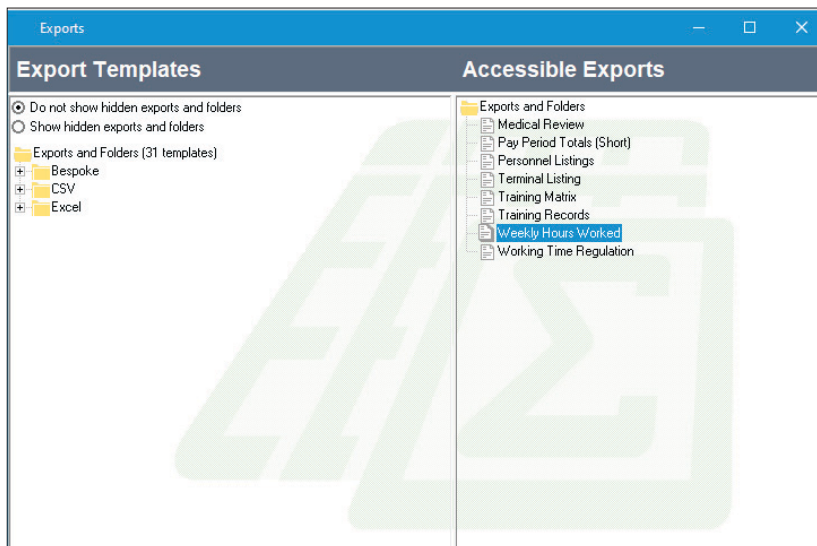 Exports
Export Templates
Do not show hidden exports and folders
Show hidden exports and folders
Exports and Folders (31 templates)
Bespoke
CSV
Excel
Accessible Exports
Exports and Folders
Medical Review
Pay Period Totals (Short)
Personnel Listings
Terminal Listing
Training Matrix
Training Records
Weekly Hours Worked
Working Time Regulation